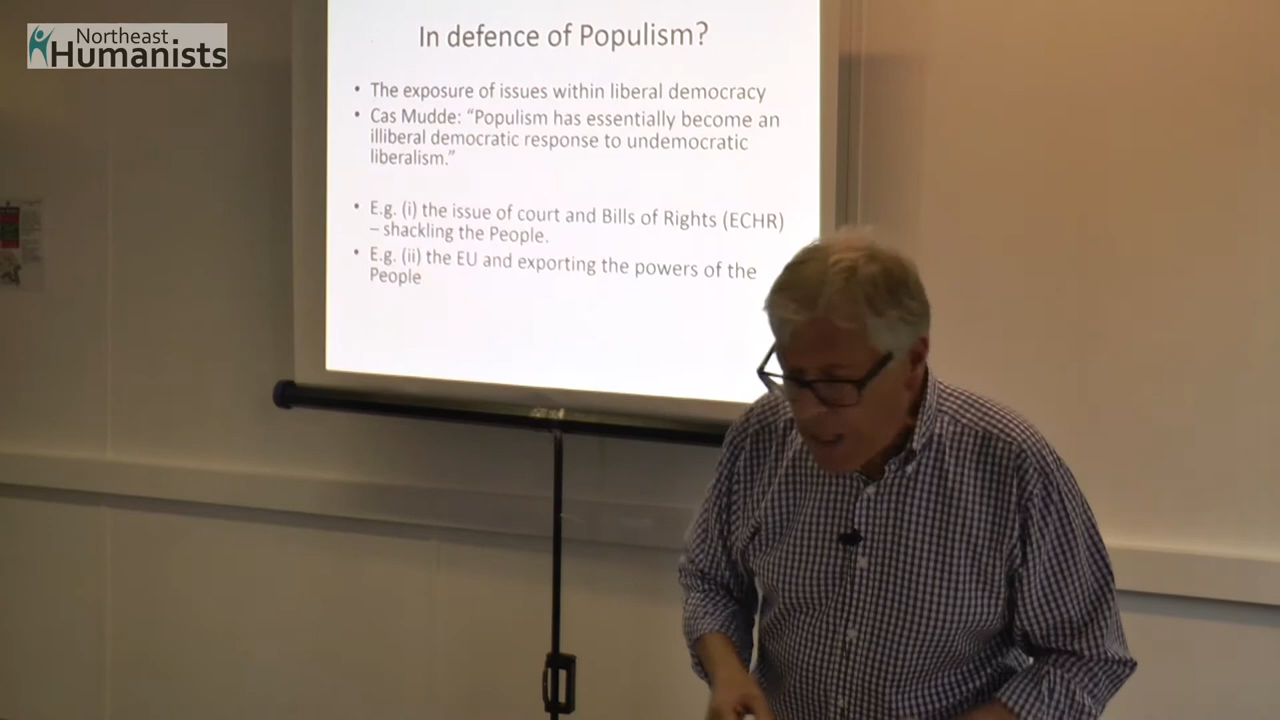 Northeast
Humanists
In defence of Populism?
• The exposure of issues within liberal democracy
• Cas Mudde: “Populism has essentially become an
illiberal democratic response to undemocratic
liberalism.”
• E.g. (i) the issue of court and Bills of Rights (ECHR)
– shackling the People.
• E.g. (ii) the EU and exporting the powers of the
People